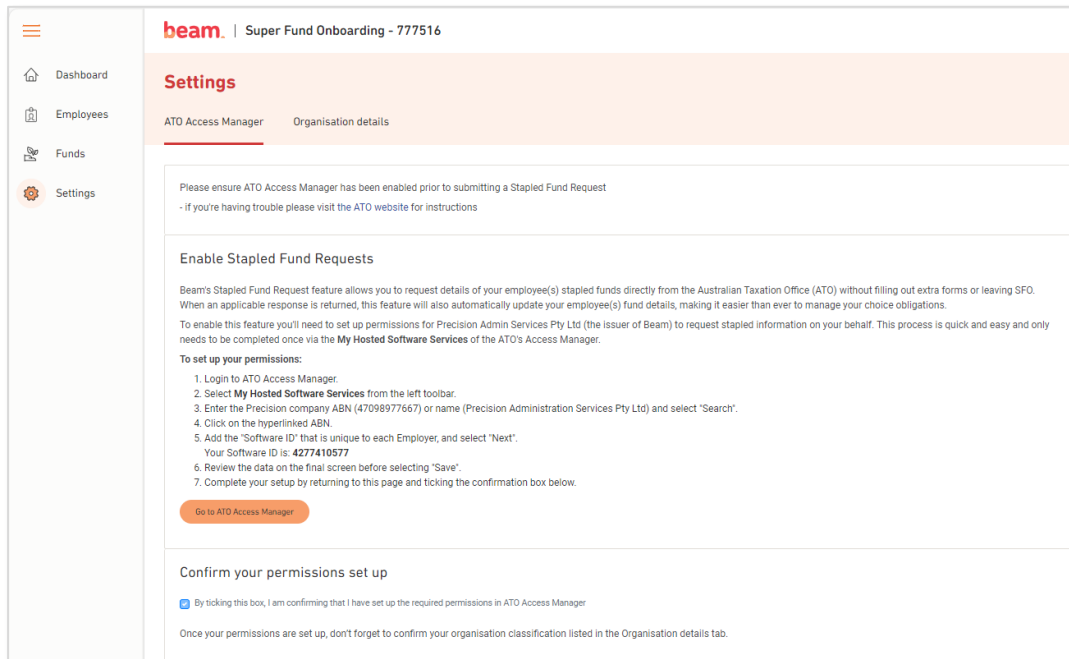 beam. | Super Fund Onboarding - 777516
Dashboard
Employees
Funds
Settings
Settings
ATO Access Manager Organisation details
Please ensure ATO Access Manager has been enabled prior to submitting a Stapled Fund Request
- if you're having trouble please visit the ATO website for instructions
Enable Stapled Fund Requests
Beam's Stapled Fund Request feature allows you to request details of your employee(s) stapled funds directly from the Australian Taxation Office (ATO) without filling out extra forms or leaving SFO.
When an applicable response is returned, this feature will also automatically update your employee(s) fund details, making it easier than ever to manage your choice obligations.
To enable this feature you'll need to set up permissions for Precision Admin Services Pty Ltd (the issuer of Beam) to request stapled information on your behalf. This process is quick and easy and only
needs to be completed once via the My Hosted Software Services of the ATO's Access Manager.
To set up your permissions:
1. Login to ATO Access Manager.
2. Select My Hosted Software Services from the left toolbar.
3. Enter the Precision company ABN (47098977667) or name (Precision Administration Services Pty Ltd) and select "Search".
4. Click on the hyperlinked ABN.
5. Add the "Software ID" that is unique to each Employer, and select "Next".
Your Software ID is: 4277410577
6. Review the data on the final screen before selecting "Save".
7. Complete your setup by returning to this page and ticking the confirmation box below.
Go to ATO Access Manager
Confirm your permissions set up
By ticking this box, I am confirming that I have set up the required permissions in ATO Access Manager
Once your permissions are set up, don't forget to confirm your organisation classification listed in the Organisation details tab.